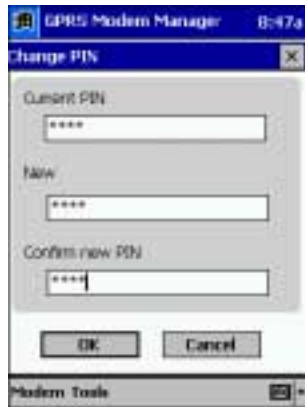 GPRS Modem Manager 8:47a
Change PIN
Current PIN
****
New
****
Confirm new PIN
****
OK Cancel
Modem Tools